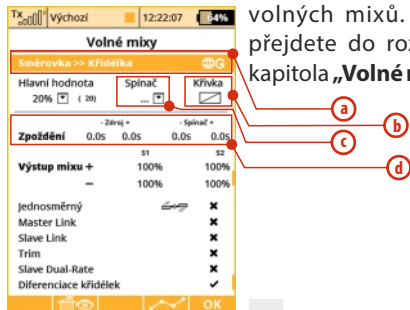 Tx Výchozí 12:22:07 64%
Volné mixy
Směrovka >> Křidélka G
Hlavní hodnota Spínač Křivka
20% ( 20) ...
- Zdroj + - Spínač +
Zpoždění 0.0s 0.0s 0.0s 0.0s
S1 S2
Výstup mixu + 100% 100%
− 100% 100%
Jednosměrný
Master Link
Slave Link
Trim
Slave Dual-Rate
Diferenciace křidélek
OK
volných mixů.
přejdete do ro
kapitola „Volné
a
b
c
d